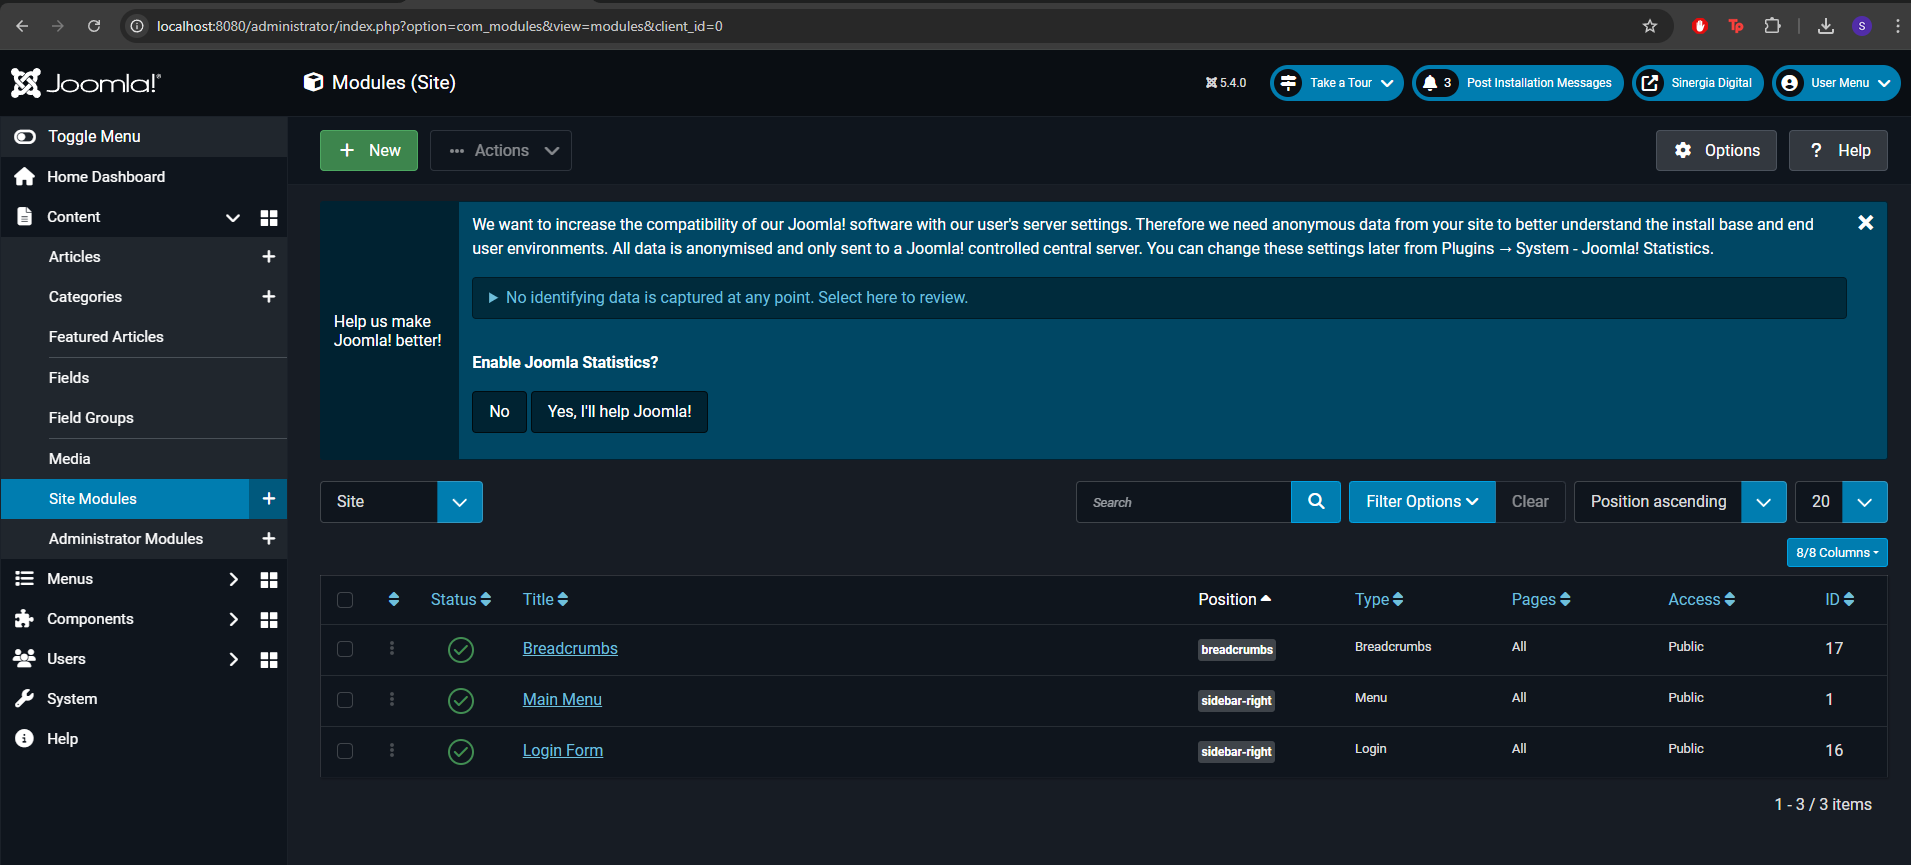 localhost:8080/administrator/index.php?option=com_modules&view=modules&client_id=0
Tp
S
Joomla!®
Modules (Site)
5.4.0
Take a Tour
3 Post Installation Messages
Sinergia Digital
User Menu
Toggle Menu
Home Dashboard
Content
Articles
Categories
Featured Articles
Fields
Field Groups
Media
Site Modules
Administrator Modules
Menus
Components
Users
System
Help
New
Actions
Options
? Help
Help us make
Joomla! better!
We want to increase the compatibility of our Joomla! software with our user's server settings. Therefore we need anonymous data from your site to better understand the install base and end
user environments. All data is anonymised and only sent to a Joomla! controlled central server. You can change these settings later from Plugins → System - Joomla! Statistics.
No identifying data is captured at any point. Select here to review.
Enable Joomla Statistics?
No
Yes, I'll help Joomla!
Site
Search
Filter Options
Clear
Position ascending
20
8/8 Columns
Status Title Position Type Pages Access ID
Breadcrumbs breadcrumbs Breadcrumbs All Public 17
Main Menu sidebar-right Menu All Public 1
Login Form sidebar-right Login All Public 16
1 - 3 / 3 items